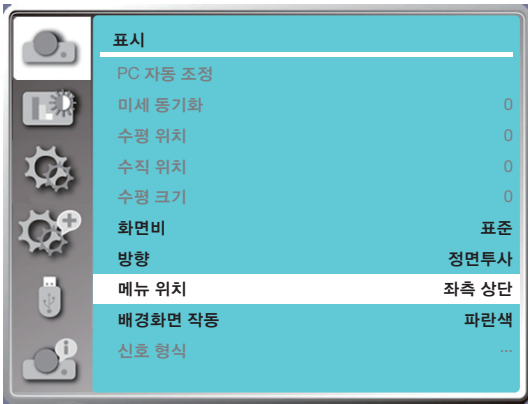 표시
PC 자동 조정
미세 동기화 0
수평 위치 0
수직 위치 0
수평 크기 0
화면비 표준
방향 정면투사
메뉴 위치 좌측 상단
배경화면 작동 파란색
신호 형식 ...